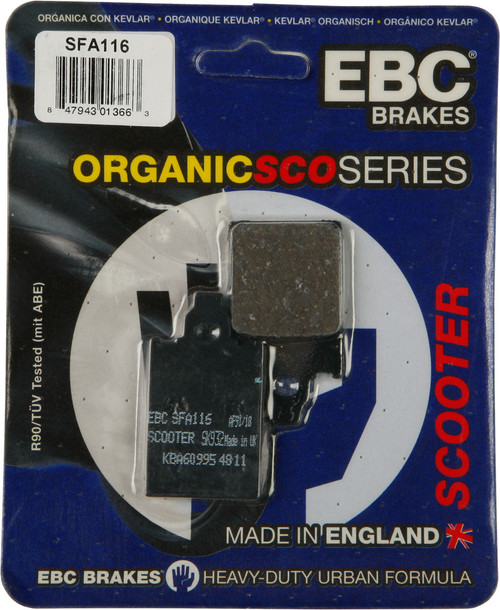 ORGANICA CON KEVLAR* • ORGANIQUE KEVLAR* • KEVLAR* ORGANISCH • ORGÁNICO KEVLAR*
SFA116
8 47943 01366 3
EBC®
BRAKES
ORGANICSCOSERIES
R90/TÜV Tested (mit ABE)
SCOOTER
EBC SFA116
SCOOTER
Made in UK
KBA60995 4811
MADE IN ENGLAND
EBC BRAKES HEAVY-DUTY URBAN FORMULA